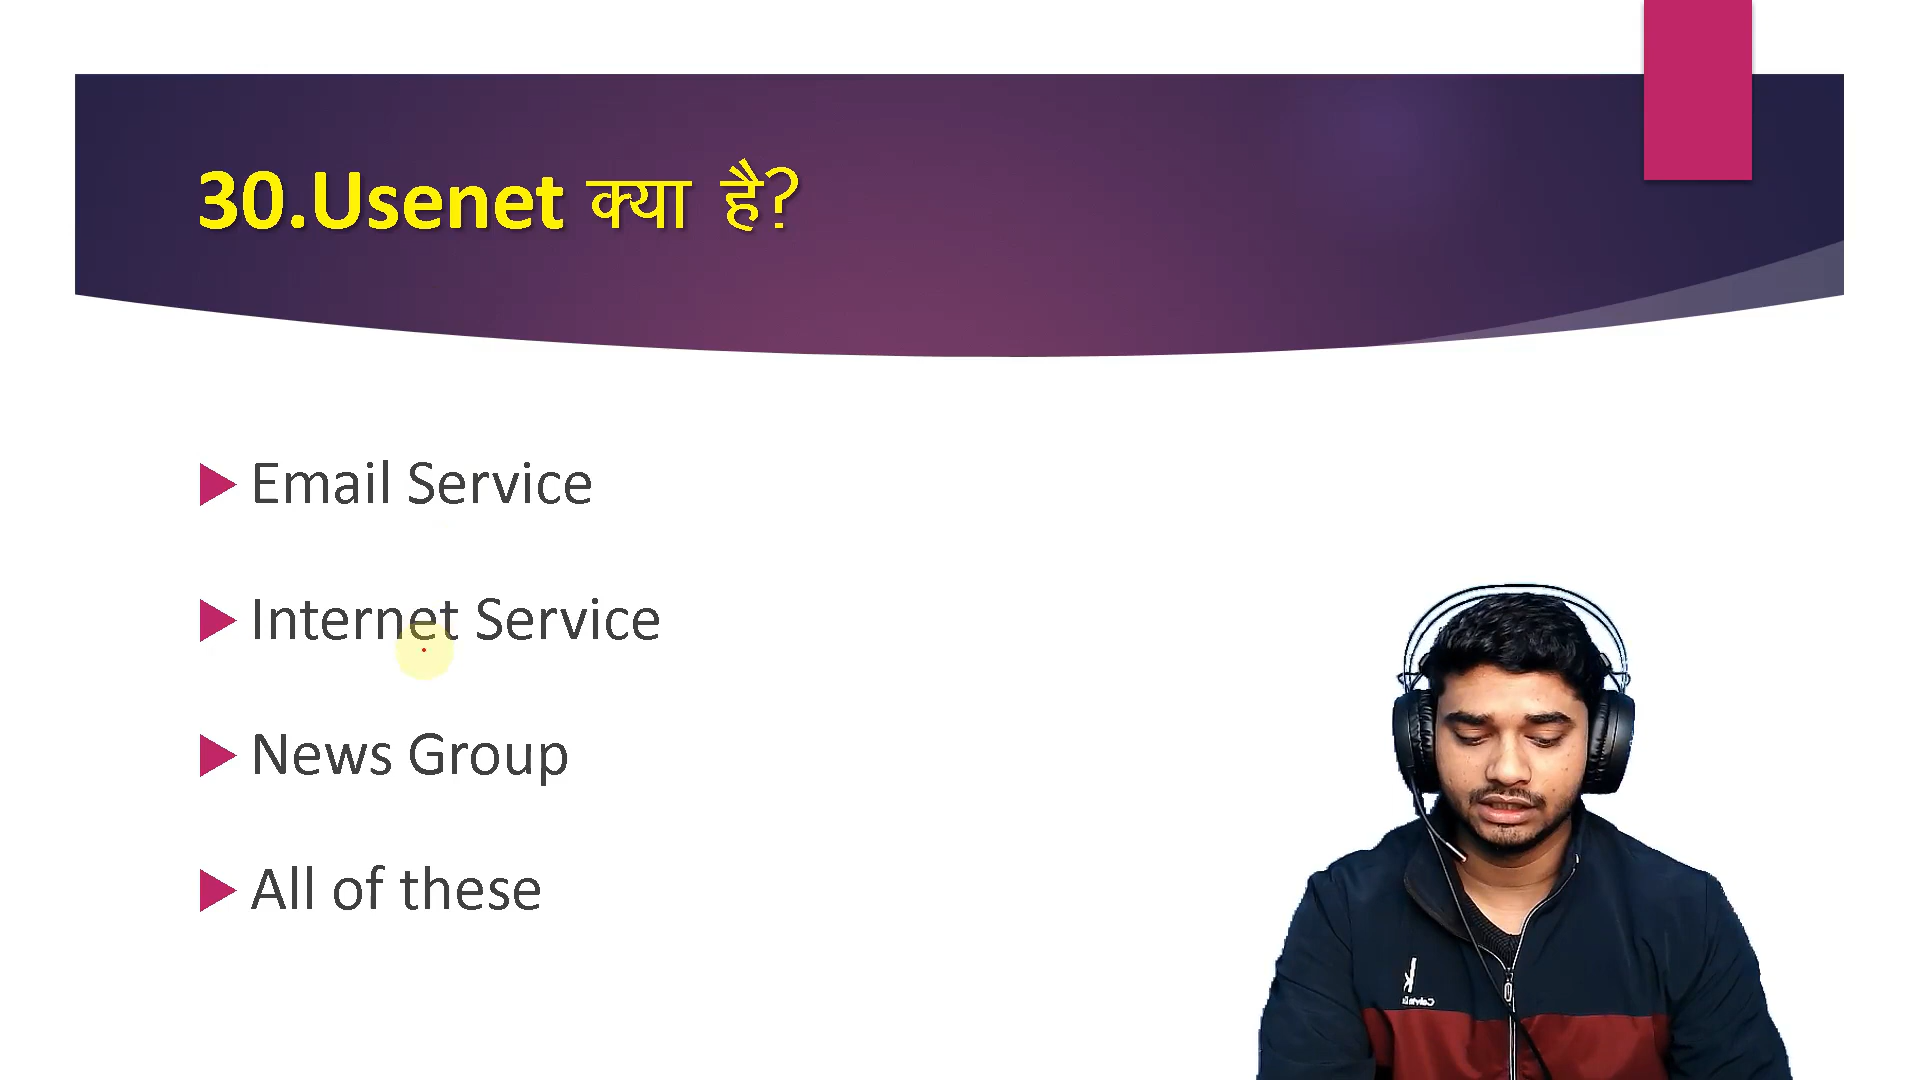 30.Usenet क्या है?
Email Service
Internet Service
News Group
All of these